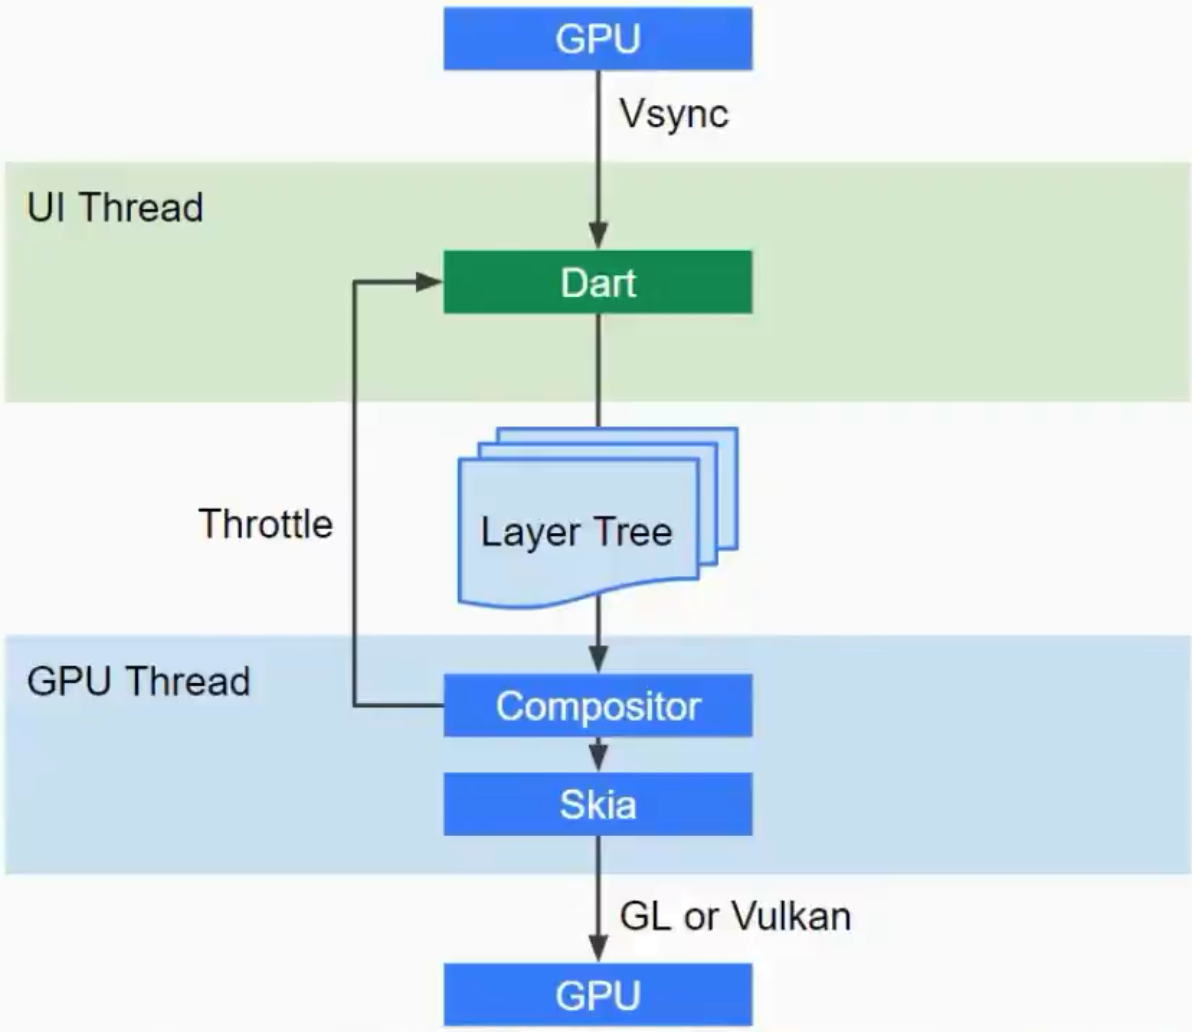 GPU
Vsync
UI Thread
Dart
Throttle
Layer Tree
GPU Thread
Compositor
Skia
GL or Vulkan
GPU